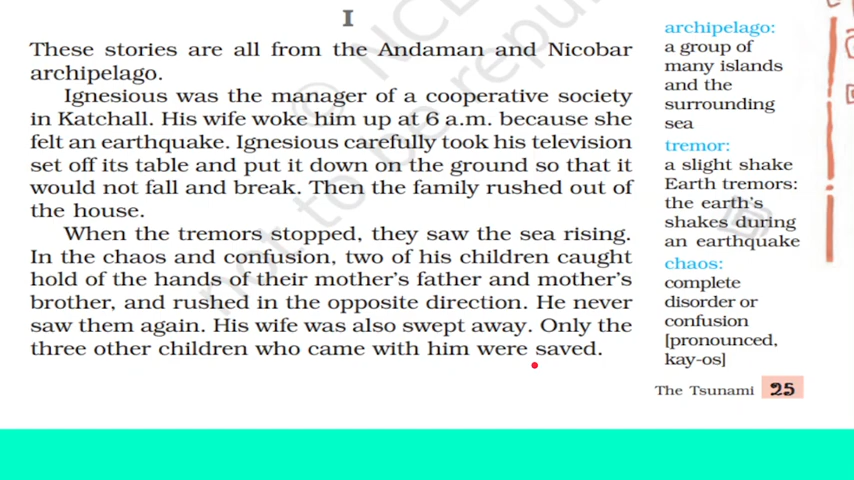 I
These stories are all from the Andaman and Nicobar
archipelago.
Ignesious was the manager of a cooperative society
in Katchall. His wife woke him up at 6 a.m. because she
felt an earthquake. Ignesious carefully took his television
set off its table and put it down on the ground so that it
would not fall and break. Then the family rushed out of
the house.
When the tremors stopped, they saw the sea rising.
In the chaos and confusion, two of his children caught
hold of the hands of their mother's father and mother's
brother, and rushed in the opposite direction. He never
saw them again. His wife was also swept away. Only the
three other children who came with him were saved.
archipelago:
a group of
many islands
and the
surrounding
sea
tremor:
a slight shake
Earth tremors:
the earth's
shakes during
an earthquake
chaos:
complete
disorder or
confusion
[pronounced,
kay-os]
The Tsunami 25
© NC
not to be republ